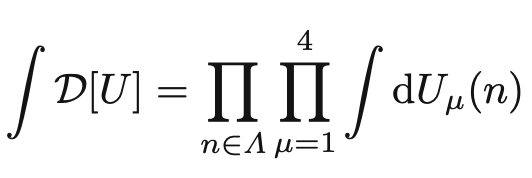 ∫ 𝒟[U] = ∏_{n∈Λ} ∏_{μ=1}^{4} ∫ dU_μ(n)